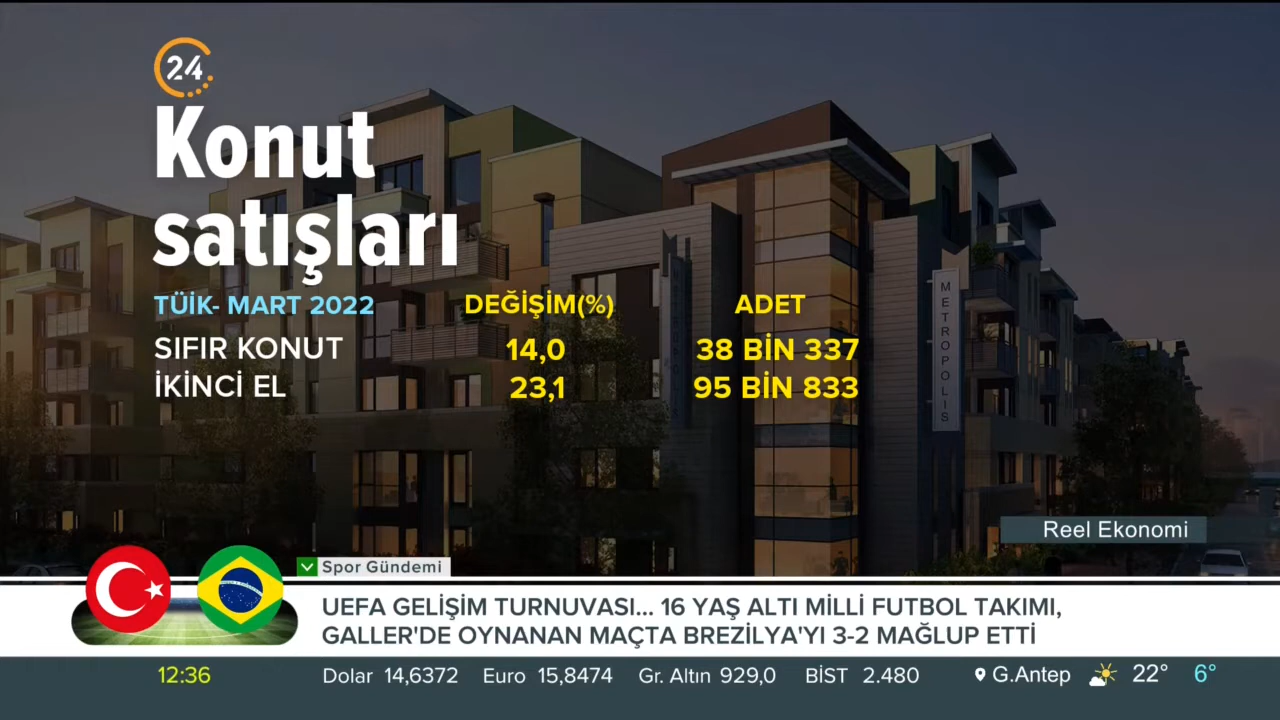 24
Konut
satışları
TÜİK- MART 2022 DEĞİŞİM(%) ADET
SIFIR KONUT 14,0 38 BİN 337
İKİNCİ EL 23,1 95 BİN 833
METROPOLIS
Reel Ekonomi
Spor Gündemi
UEFA GELİŞİM TURNUVASI... 16 YAŞ ALTI MİLLİ FUTBOL TAKIMI,
GALLER'DE OYNANAN MAÇTA BREZİLYA'YI 3-2 MAĞLUP ETTİ
12:36 Dolar 14,6372 Euro 15,8474 Gr. Altın 929,0 BİST 2.480 G.Antep 22° 6°